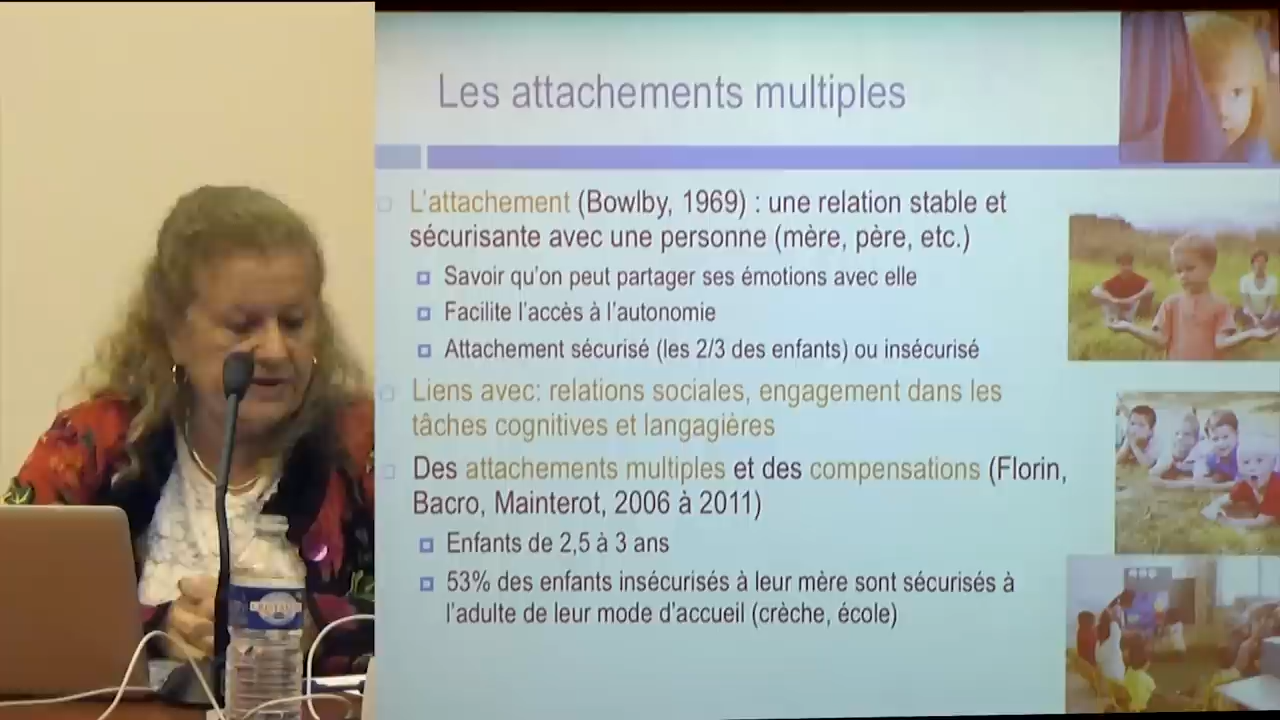 Les attachements multiples
L'attachement (Bowlby, 1969) : une relation stable et
sécurisante avec une personne (mère, père, etc.)
Savoir qu'on peut partager ses émotions avec elle
Facilite l'accès à l'autonomie
Attachement sécurisé (les 2/3 des enfants) ou insécurisé
Liens avec: relations sociales, engagement dans les
tâches cognitives et langagières
Des attachements multiples et des compensations (Florin,
Bacro, Mainterot, 2006 à 2011)
Enfants de 2,5 à 3 ans
53% des enfants insécurisés à leur mère sont sécurisés à
l'adulte de leur mode d'accueil (crèche, école)